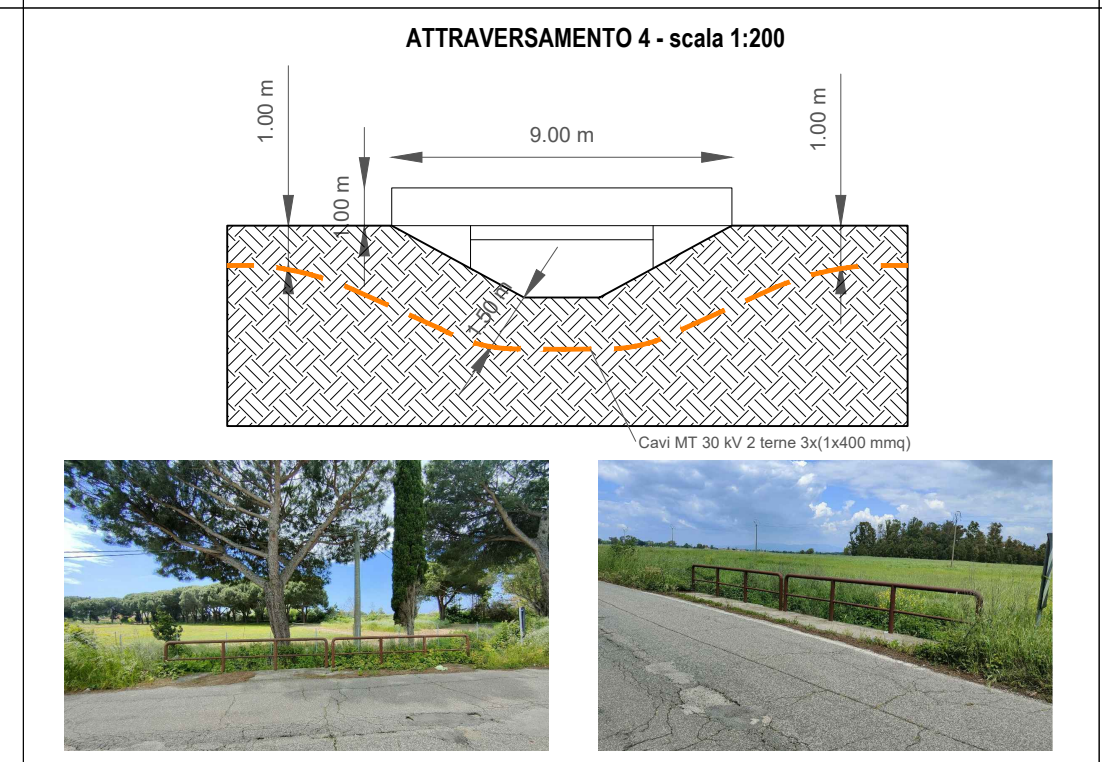 ATTRAVERSAMENTO 4 - scala 1:200
1.00 m
1.00 m
9.00 m
1.00 m
1.50 m
Cavi MT 30 kV 2 terne 3x(1x400 mmq)